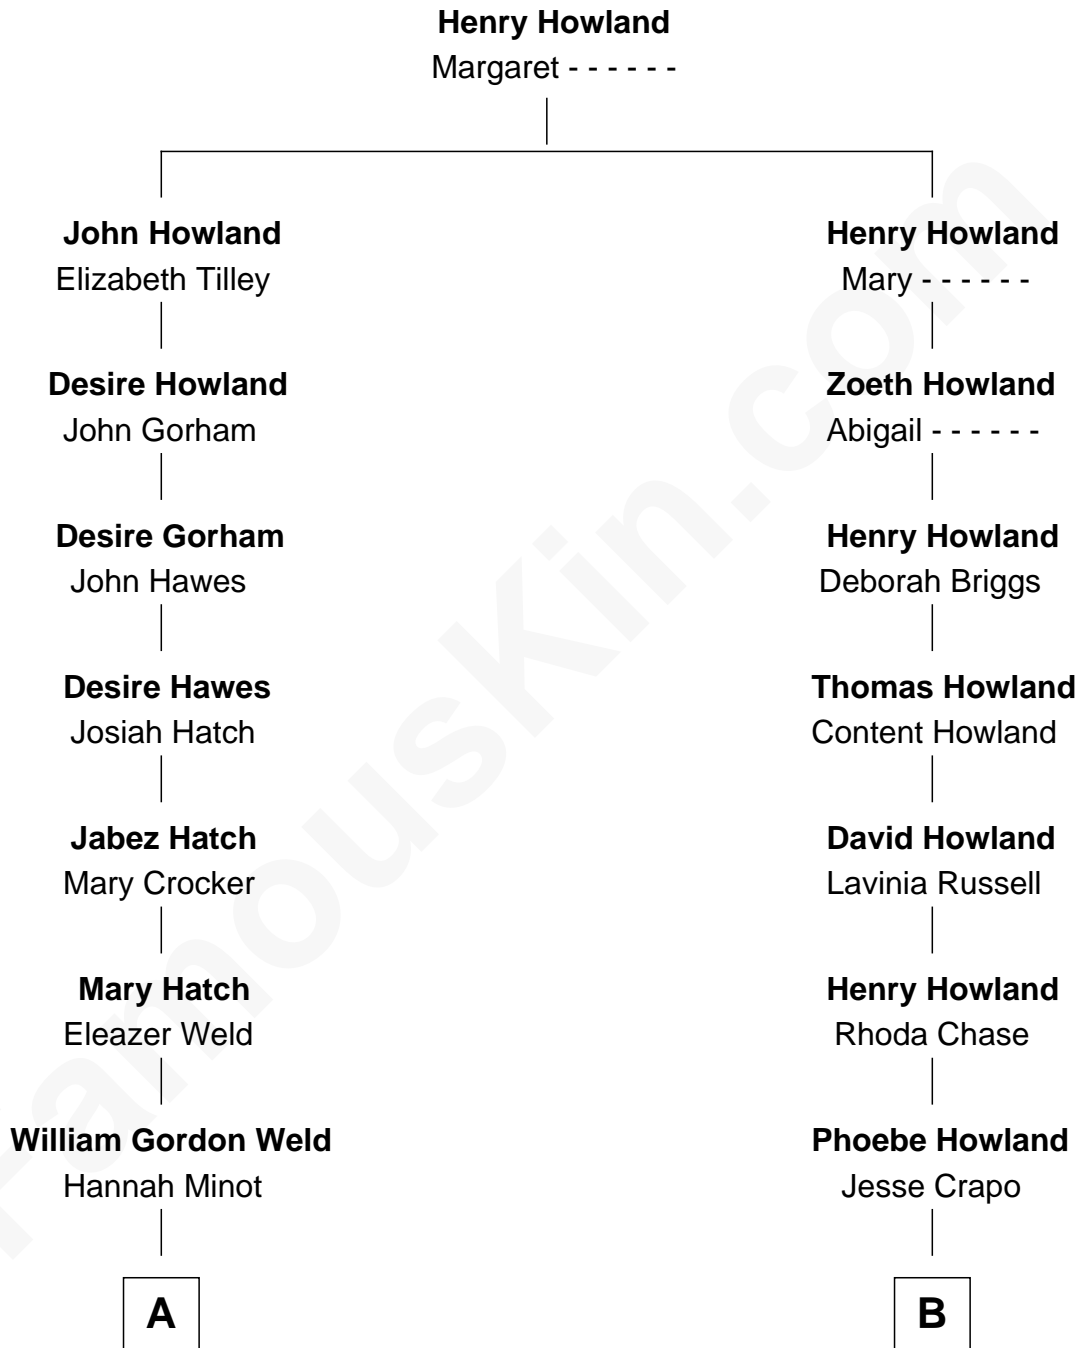 Henry Howland
Margaret - - - - - -
John Howland
Elizabeth Tilley
Henry Howland
Mary - - - - - -
Desire Howland
John Gorham
Zoeth Howland
Abigail - - - - - -
Desire Gorham
John Hawes
Henry Howland
Deborah Briggs
Desire Hawes
Josiah Hatch
Thomas Howland
Content Howland
Jabez Hatch
Mary Crocker
David Howland
Lavinia Russell
Mary Hatch
Eleazer Weld
Henry Howland
Rhoda Chase
William Gordon Weld
Hannah Minot
Phoebe Howland
Jesse Crapo
A
B
FamousKin.com